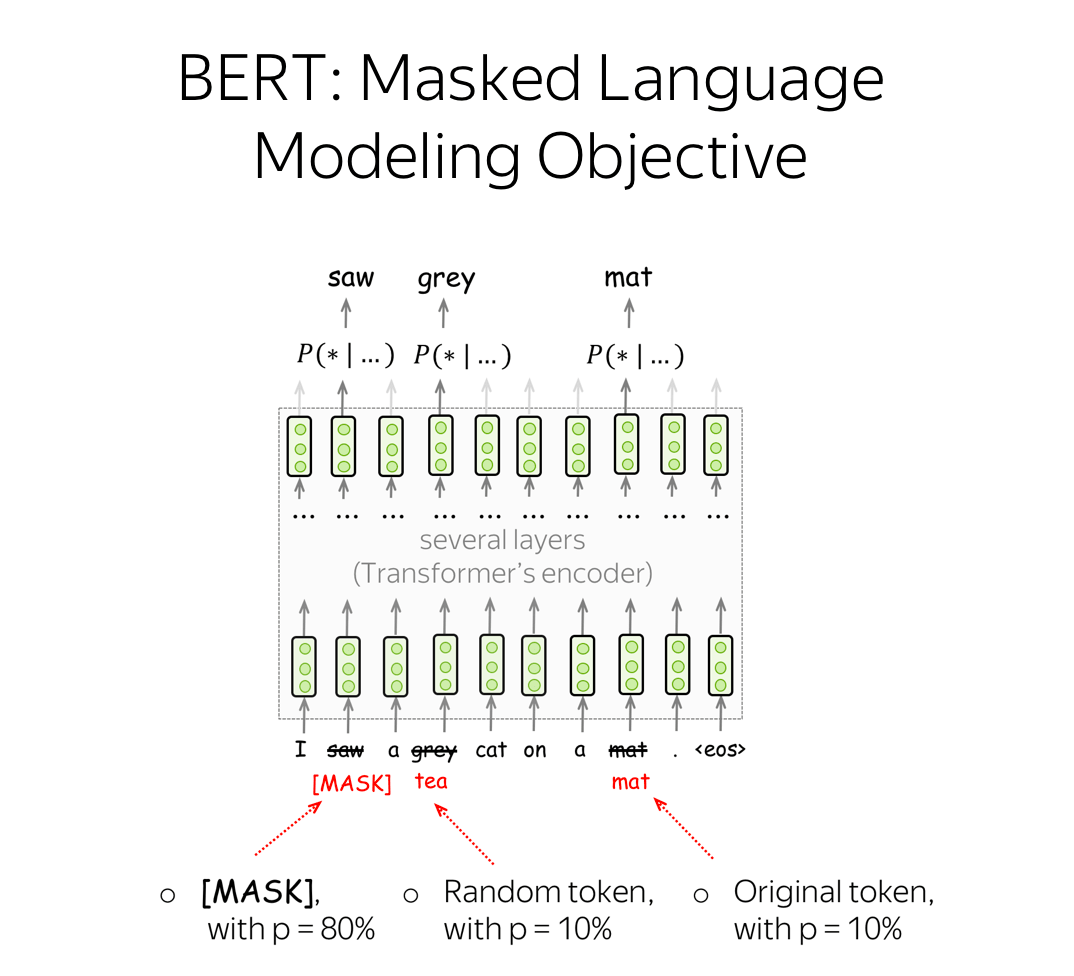 BERT: Masked Language
Modeling Objective
saw grey mat
P(* | ...) P(* | ...) P(* | ...)
... ... ... ... ... ... ... ... ... ...
several layers
(Transformer's encoder)
I saw a grey cat on a mat . <eos>
[MASK] tea mat
o [MASK], o Random token, o Original token,
with p = 80% with p = 10% with p = 10%